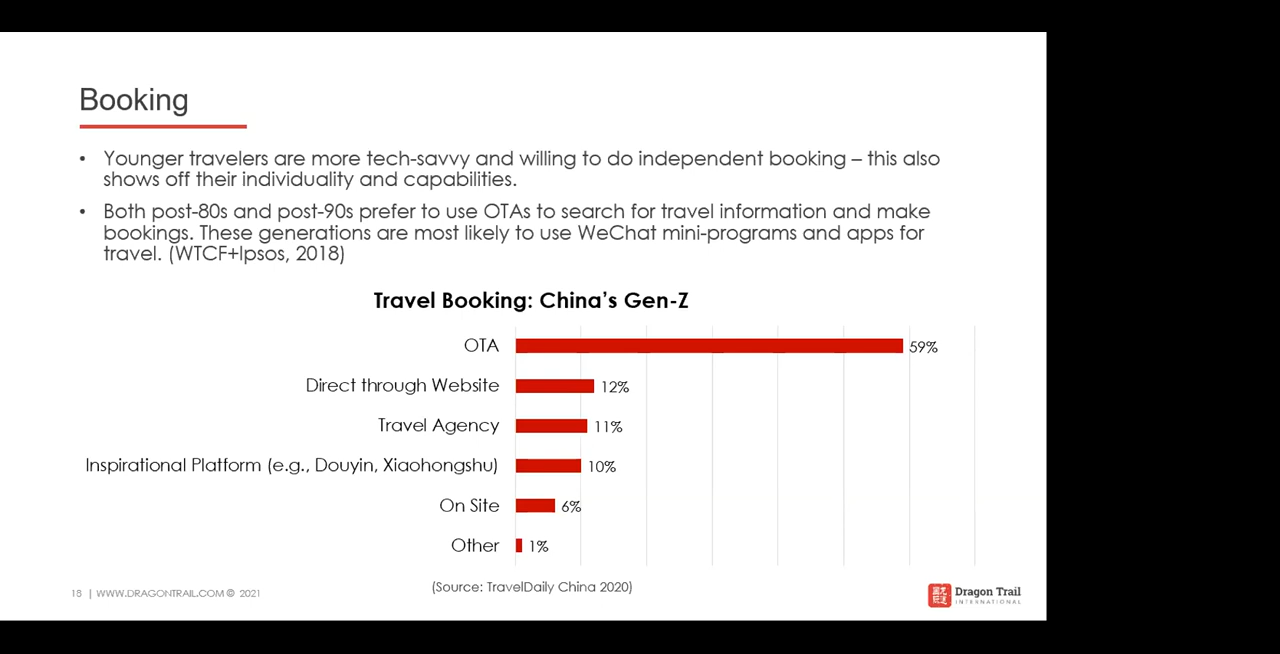 Booking
• Younger travelers are more tech-savvy and willing to do independent booking – this also
shows off their individuality and capabilities.
• Both post-80s and post-90s prefer to use OTAs to search for travel information and make
bookings. These generations are most likely to use WeChat mini-programs and apps for
travel. (WTCF+Ipsos, 2018)
Travel Booking: China's Gen-Z
OTA 59%
Direct through Website 12%
Travel Agency 11%
Inspirational Platform (e.g., Douyin, Xiaohongshu) 10%
On Site 6%
Other 1%
(Source: TravelDaily China 2020)
18 | WWW.DRAGONTRAIL.COM © 2021
Dragon Trail
INTERNATIONAL